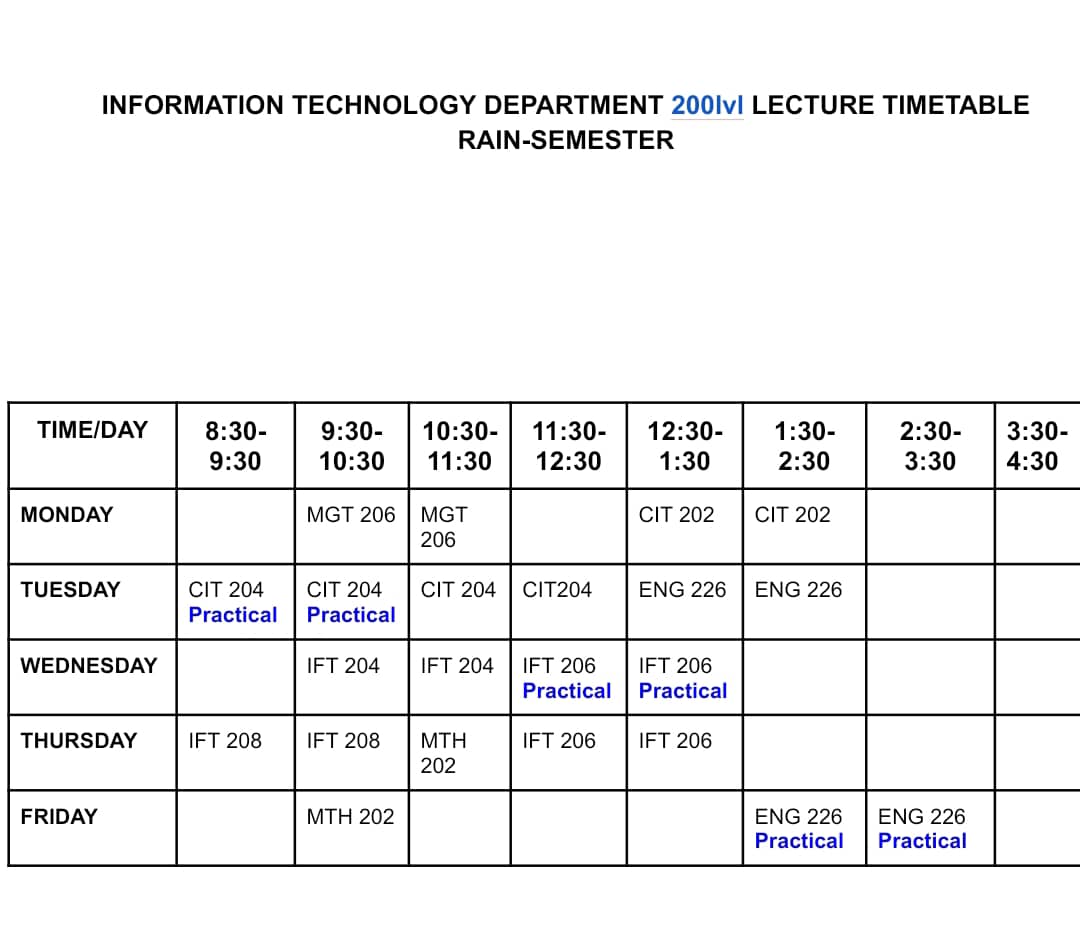 INFORMATION TECHNOLOGY DEPARTMENT 200lvl LECTURE TIMETABLE
RAIN-SEMESTER
TIME/DAY 8:30-9:30 9:30-10:30 10:30-11:30 11:30-12:30 12:30-1:30 1:30-2:30 2:30-3:30 3:30-4:30
MONDAY MGT 206 MGT 206 CIT 202 CIT 202
TUESDAY CIT 204 Practical CIT 204 Practical CIT 204 CIT204 ENG 226 ENG 226
WEDNESDAY IFT 204 IFT 204 IFT 206 Practical IFT 206 Practical
THURSDAY IFT 208 IFT 208 MTH 202 IFT 206 IFT 206
FRIDAY MTH 202 ENG 226 Practical ENG 226 Practical